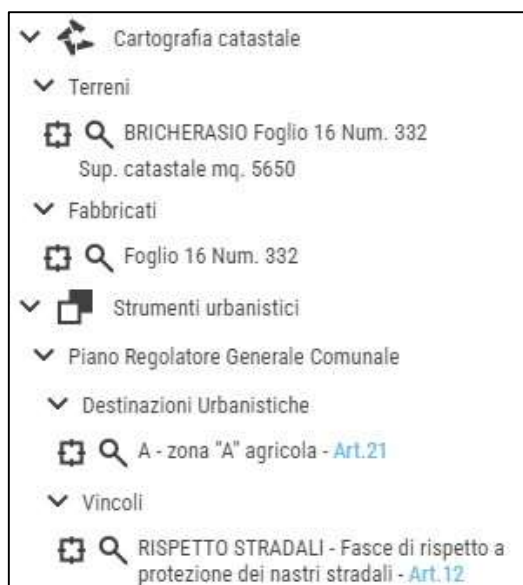 Cartografia catastale
Terreni
BRICHERASIO Foglio 16 Num. 332
Sup. catastale mq. 5650
Fabbricati
Foglio 16 Num. 332
Strumenti urbanistici
Piano Regolatore Generale Comunale
Destinazioni Urbanistiche
A - zona "A" agricola - Art.21
Vincoli
RISPETTO STRADALI - Fasce di rispetto a
protezione dei nastri stradali - Art.12